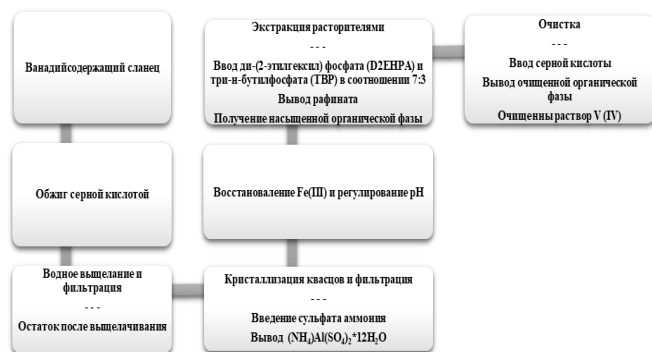 Ванадийсодержащий сланец
Обжиг серной кислотой
Водное выщелание и
фильтрация
- - -
Остаток после выщелачивания
Кристаллизация квасцов и фильтрация
- - -
Введение сульфата аммония
Вывод (NH₄)Al(SO₄)₂*12H₂O
Восстановаление Fe(III) и регулирование pH
Экстракция расторителями
- - -
Ввод ди-(2-этилгексил) фосфата (D2EHPA) и
три-н-бутилфосфата (TBP) в соотношении 7:3
Вывод рафината
Получение насыщенной органической фазы
Очистка
- - -
Ввод серной кислоты
Вывод очищенной органической
фазы
Очищенны раствор V (IV)